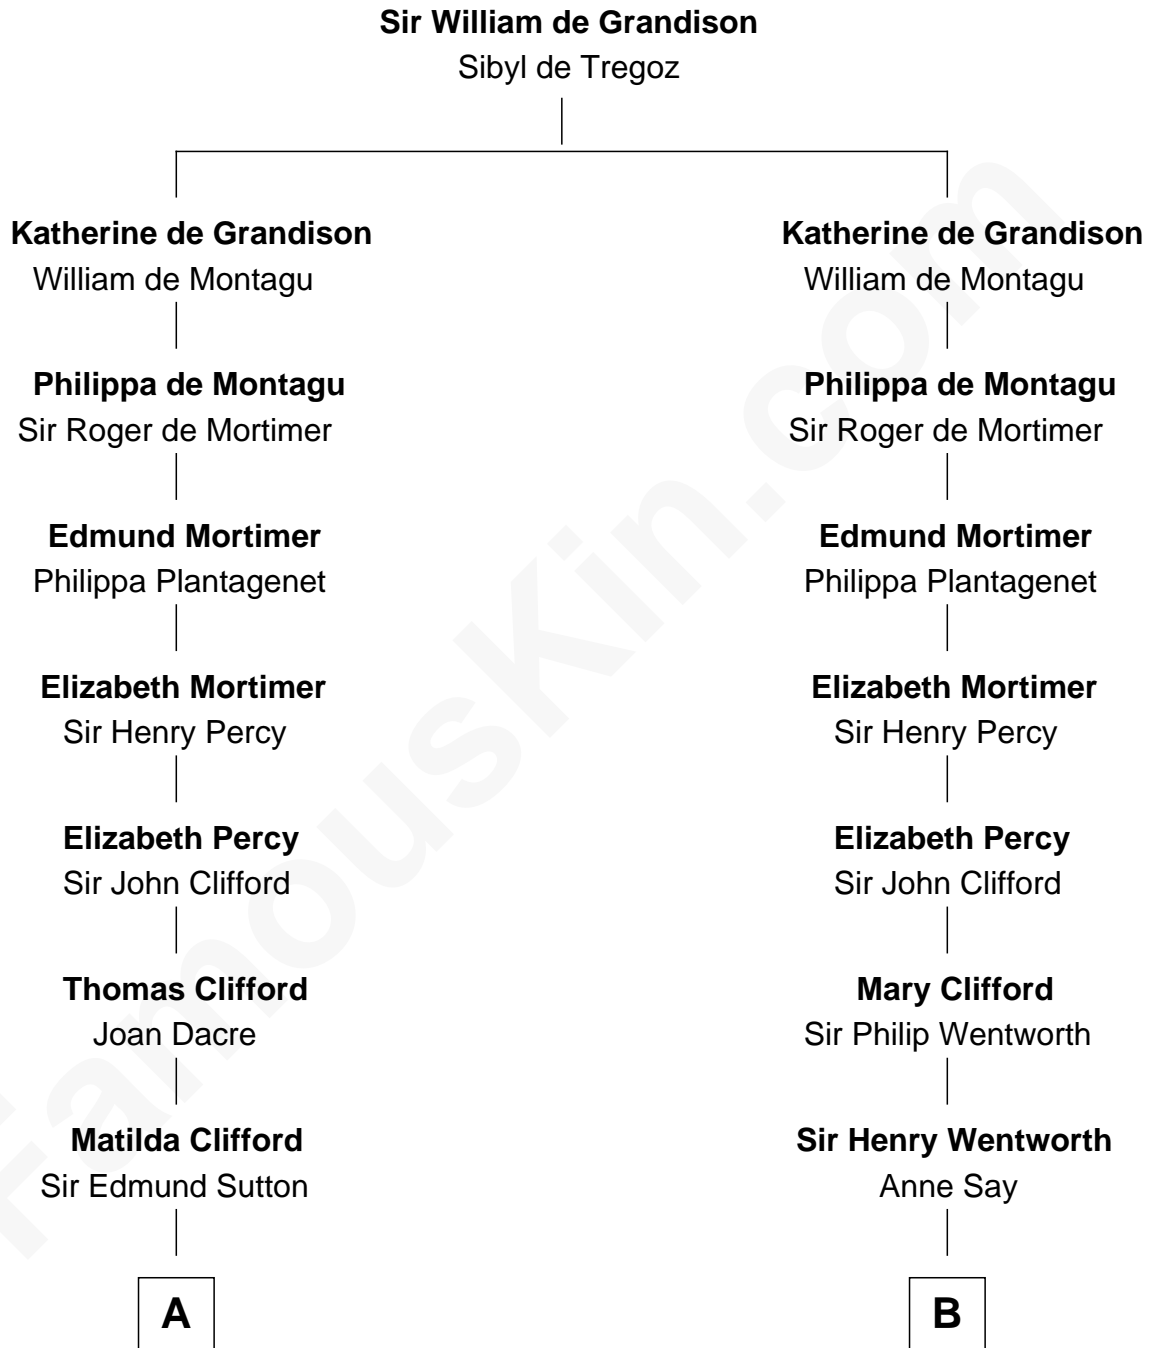 Sir William de Grandison
Sibyl de Tregoz
Katherine de Grandison
William de Montagu
Philippa de Montagu
Sir Roger de Mortimer
Edmund Mortimer
Philippa Plantagenet
Elizabeth Mortimer
Sir Henry Percy
Elizabeth Percy
Sir John Clifford
Thomas Clifford
Joan Dacre
Matilda Clifford
Sir Edmund Sutton
A
Katherine de Grandison
William de Montagu
Philippa de Montagu
Sir Roger de Mortimer
Edmund Mortimer
Philippa Plantagenet
Elizabeth Mortimer
Sir Henry Percy
Elizabeth Percy
Sir John Clifford
Mary Clifford
Sir Philip Wentworth
Sir Henry Wentworth
Anne Say
B
FamousKin.com